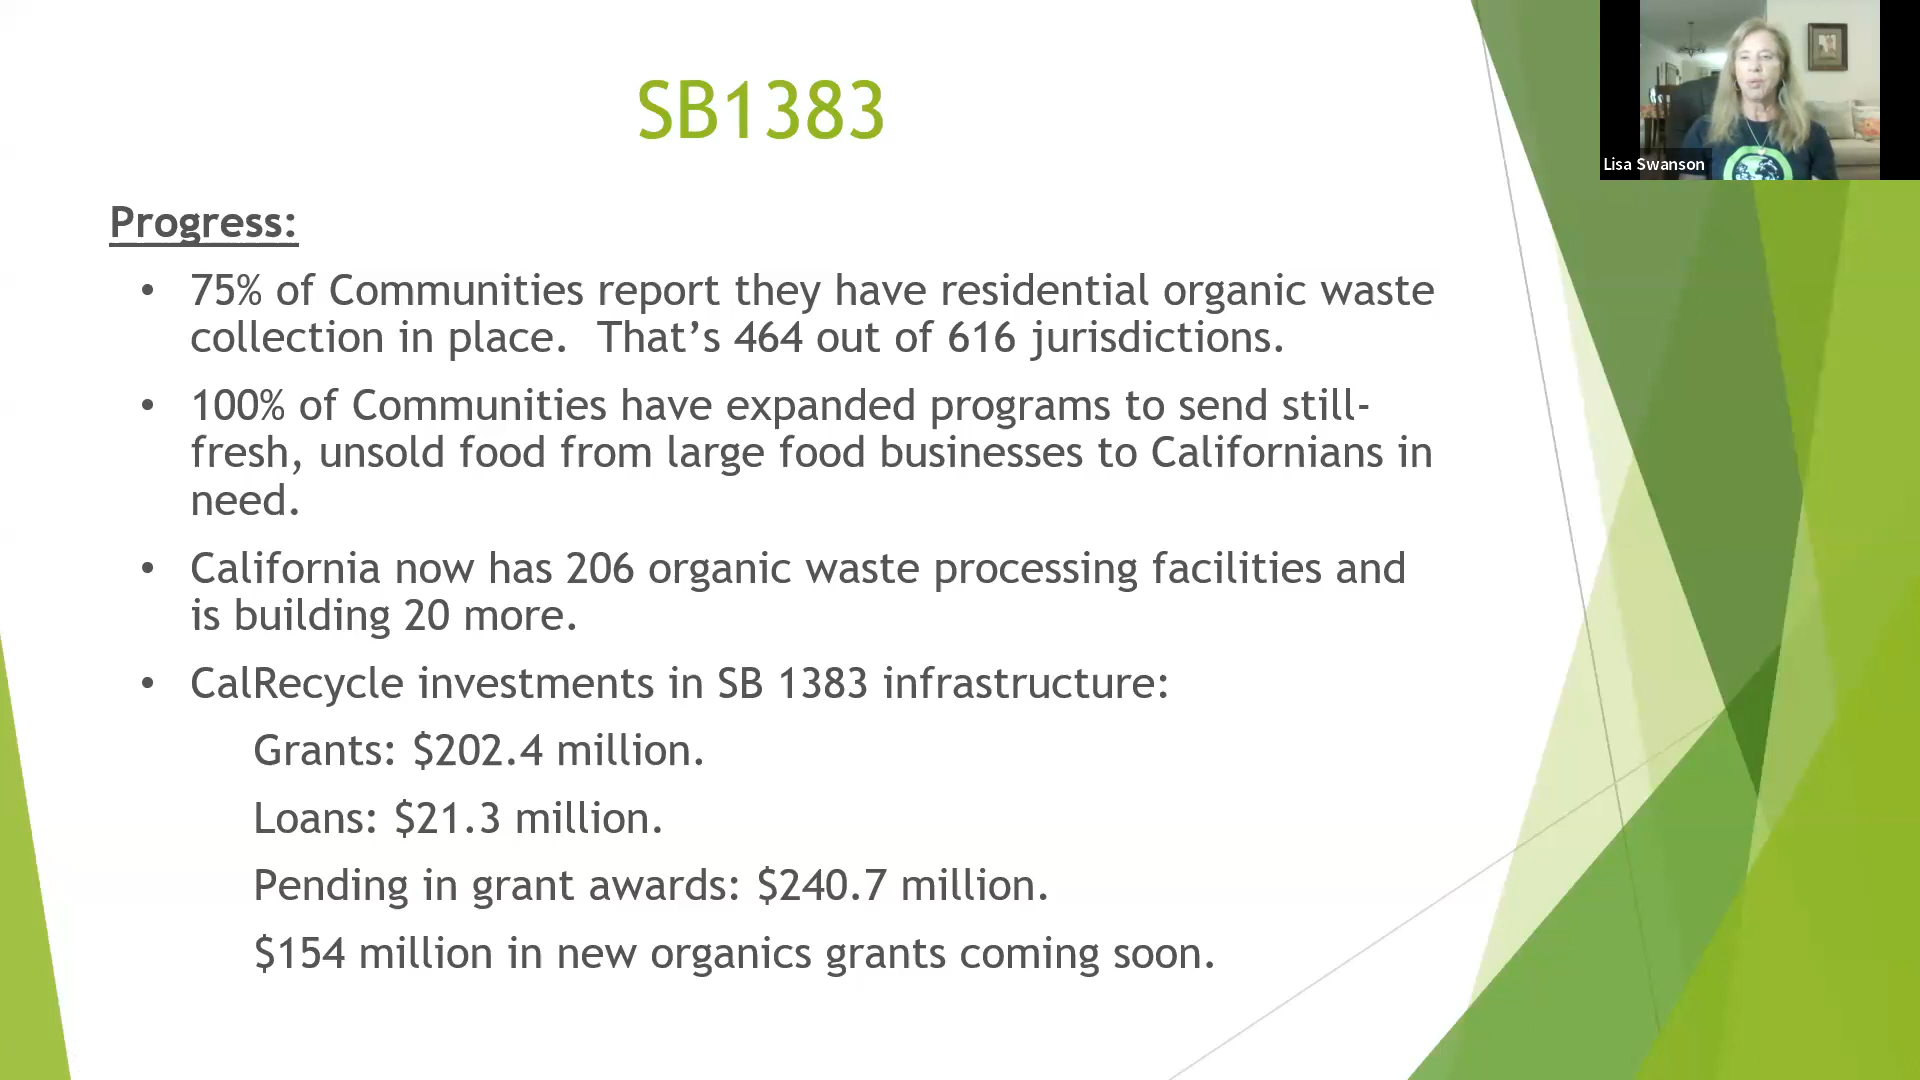 SB1383
Lisa Swanson
Progress:
• 75% of Communities report they have residential organic waste
collection in place.  That’s 464 out of 616 jurisdictions.
• 100% of Communities have expanded programs to send still-
fresh, unsold food from large food businesses to Californians in
need.
• California now has 206 organic waste processing facilities and
is building 20 more.
• CalRecycle investments in SB 1383 infrastructure:
Grants: $202.4 million.
Loans: $21.3 million.
Pending in grant awards: $240.7 million.
$154 million in new organics grants coming soon.